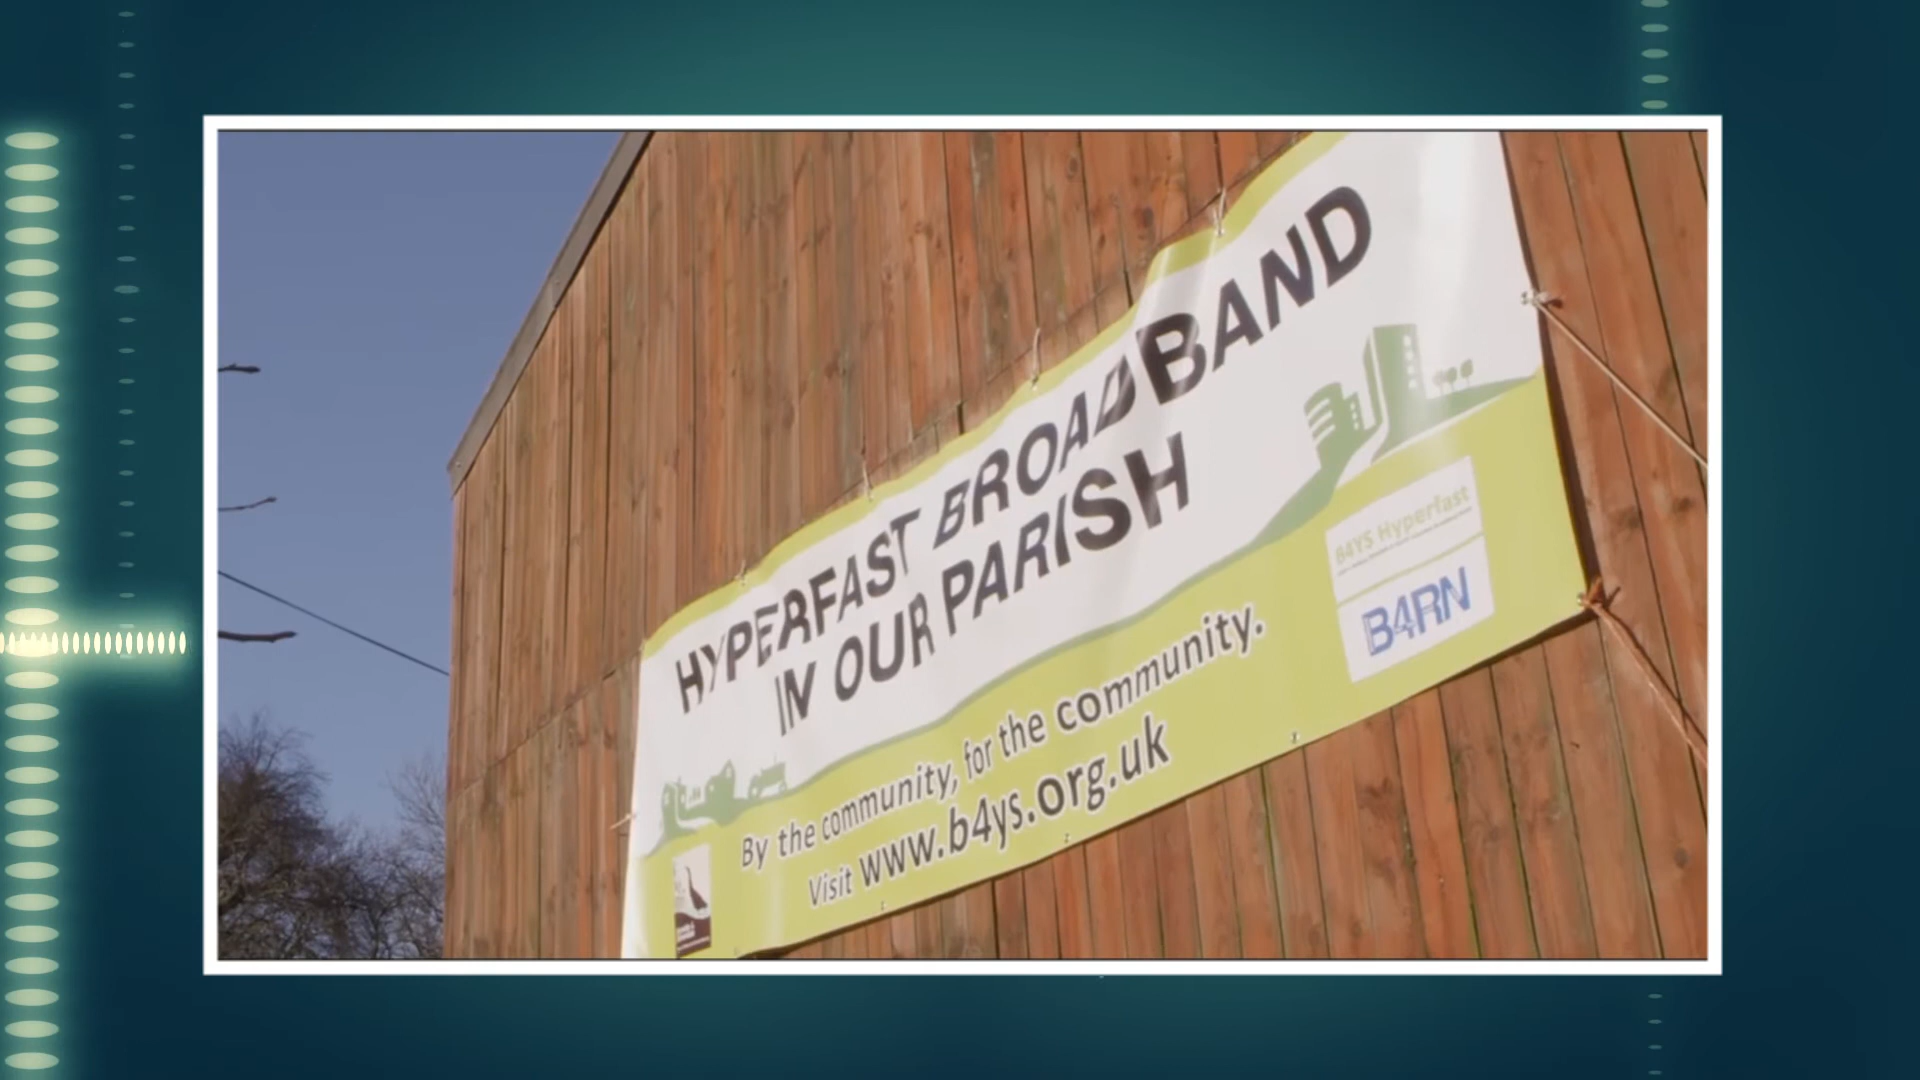 HYPERFAST BROADBAND
IN OUR PARISH
By the community, for the community.
Visit www.b4ys.org.uk
B4YS Hyperfast
B4RN